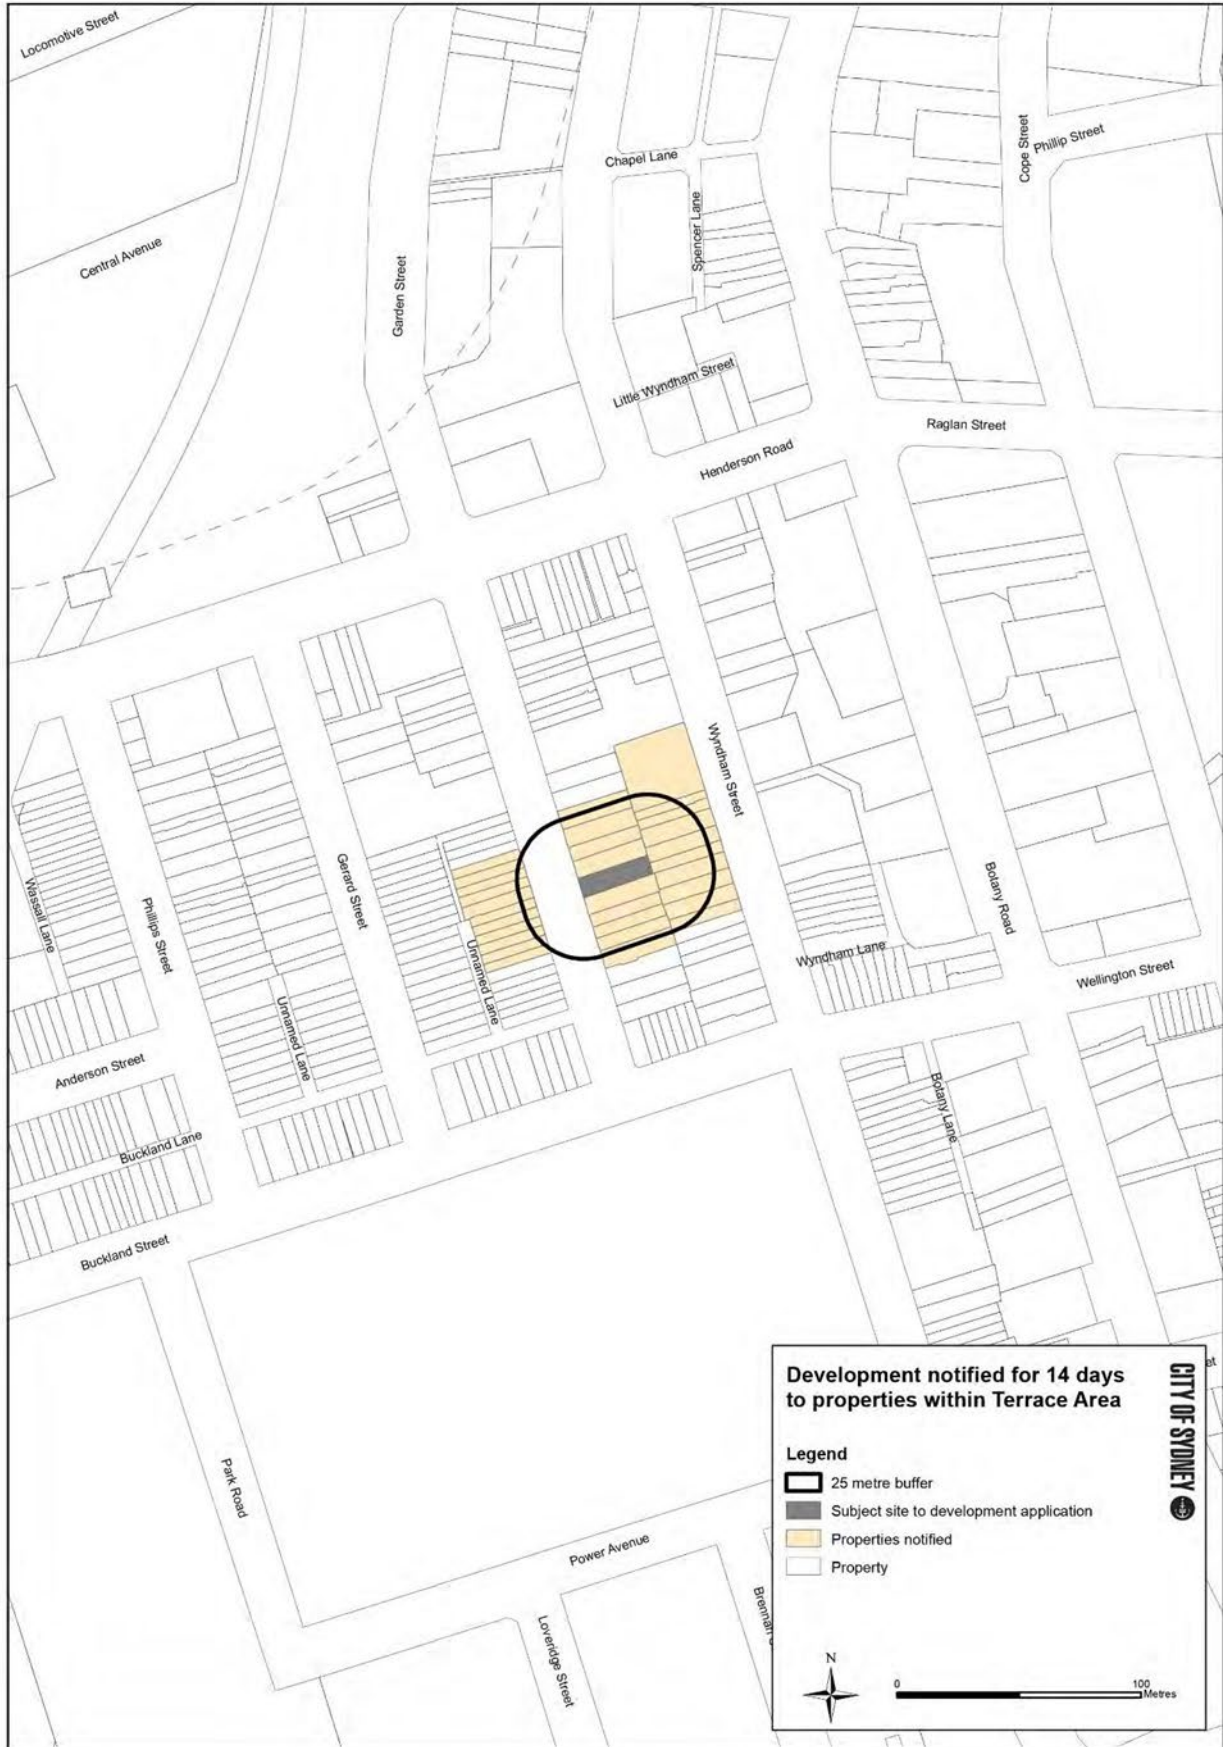 Locomotive Street
Central Avenue
Garden Street
Chapel Lane
Spencer Lane
Cope Street
Phillip Street
Little Wyndham Street
Henderson Road
Raglan Street
Wyndham Street
Gerard Street
Wassall Lane
Phillips Street
Unnamed Lane
Unnamed Lane
Botany Road
Wyndham Lane
Wellington Street
Anderson Street
Buckland Lane
Botany Lane
Buckland Street
Park Road
Power Avenue
Loveridge Street
Brennan S
et
Development notified for 14 days
to properties within Terrace Area
CITY OF SYDNEY
Legend
25 metre buffer
Subject site to development application
Properties notified
Property
N
0 100
Metres